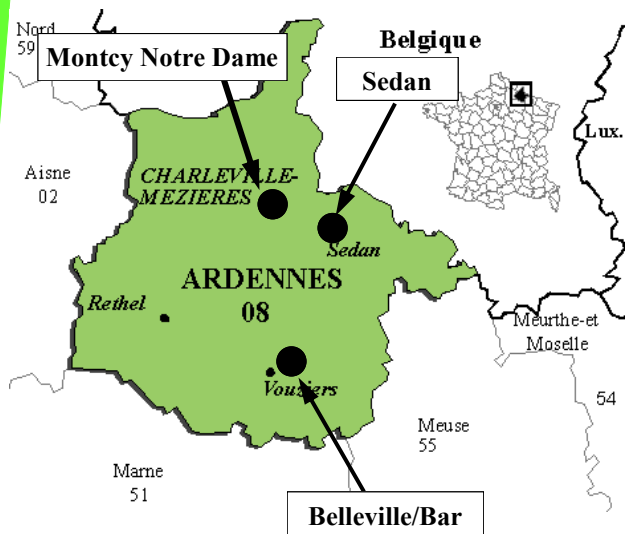 Nord
59
Belgique
Montcy Notre Dame
Sedan
Lux.
Aisne
02
CHARLEVILLE-
MEZIERES
Sedan
ARDENNES
08
Rethel
Meurthe-et
Moselle
Vouziers
54
Meuse
55
Marne
51
Belleville/Bar